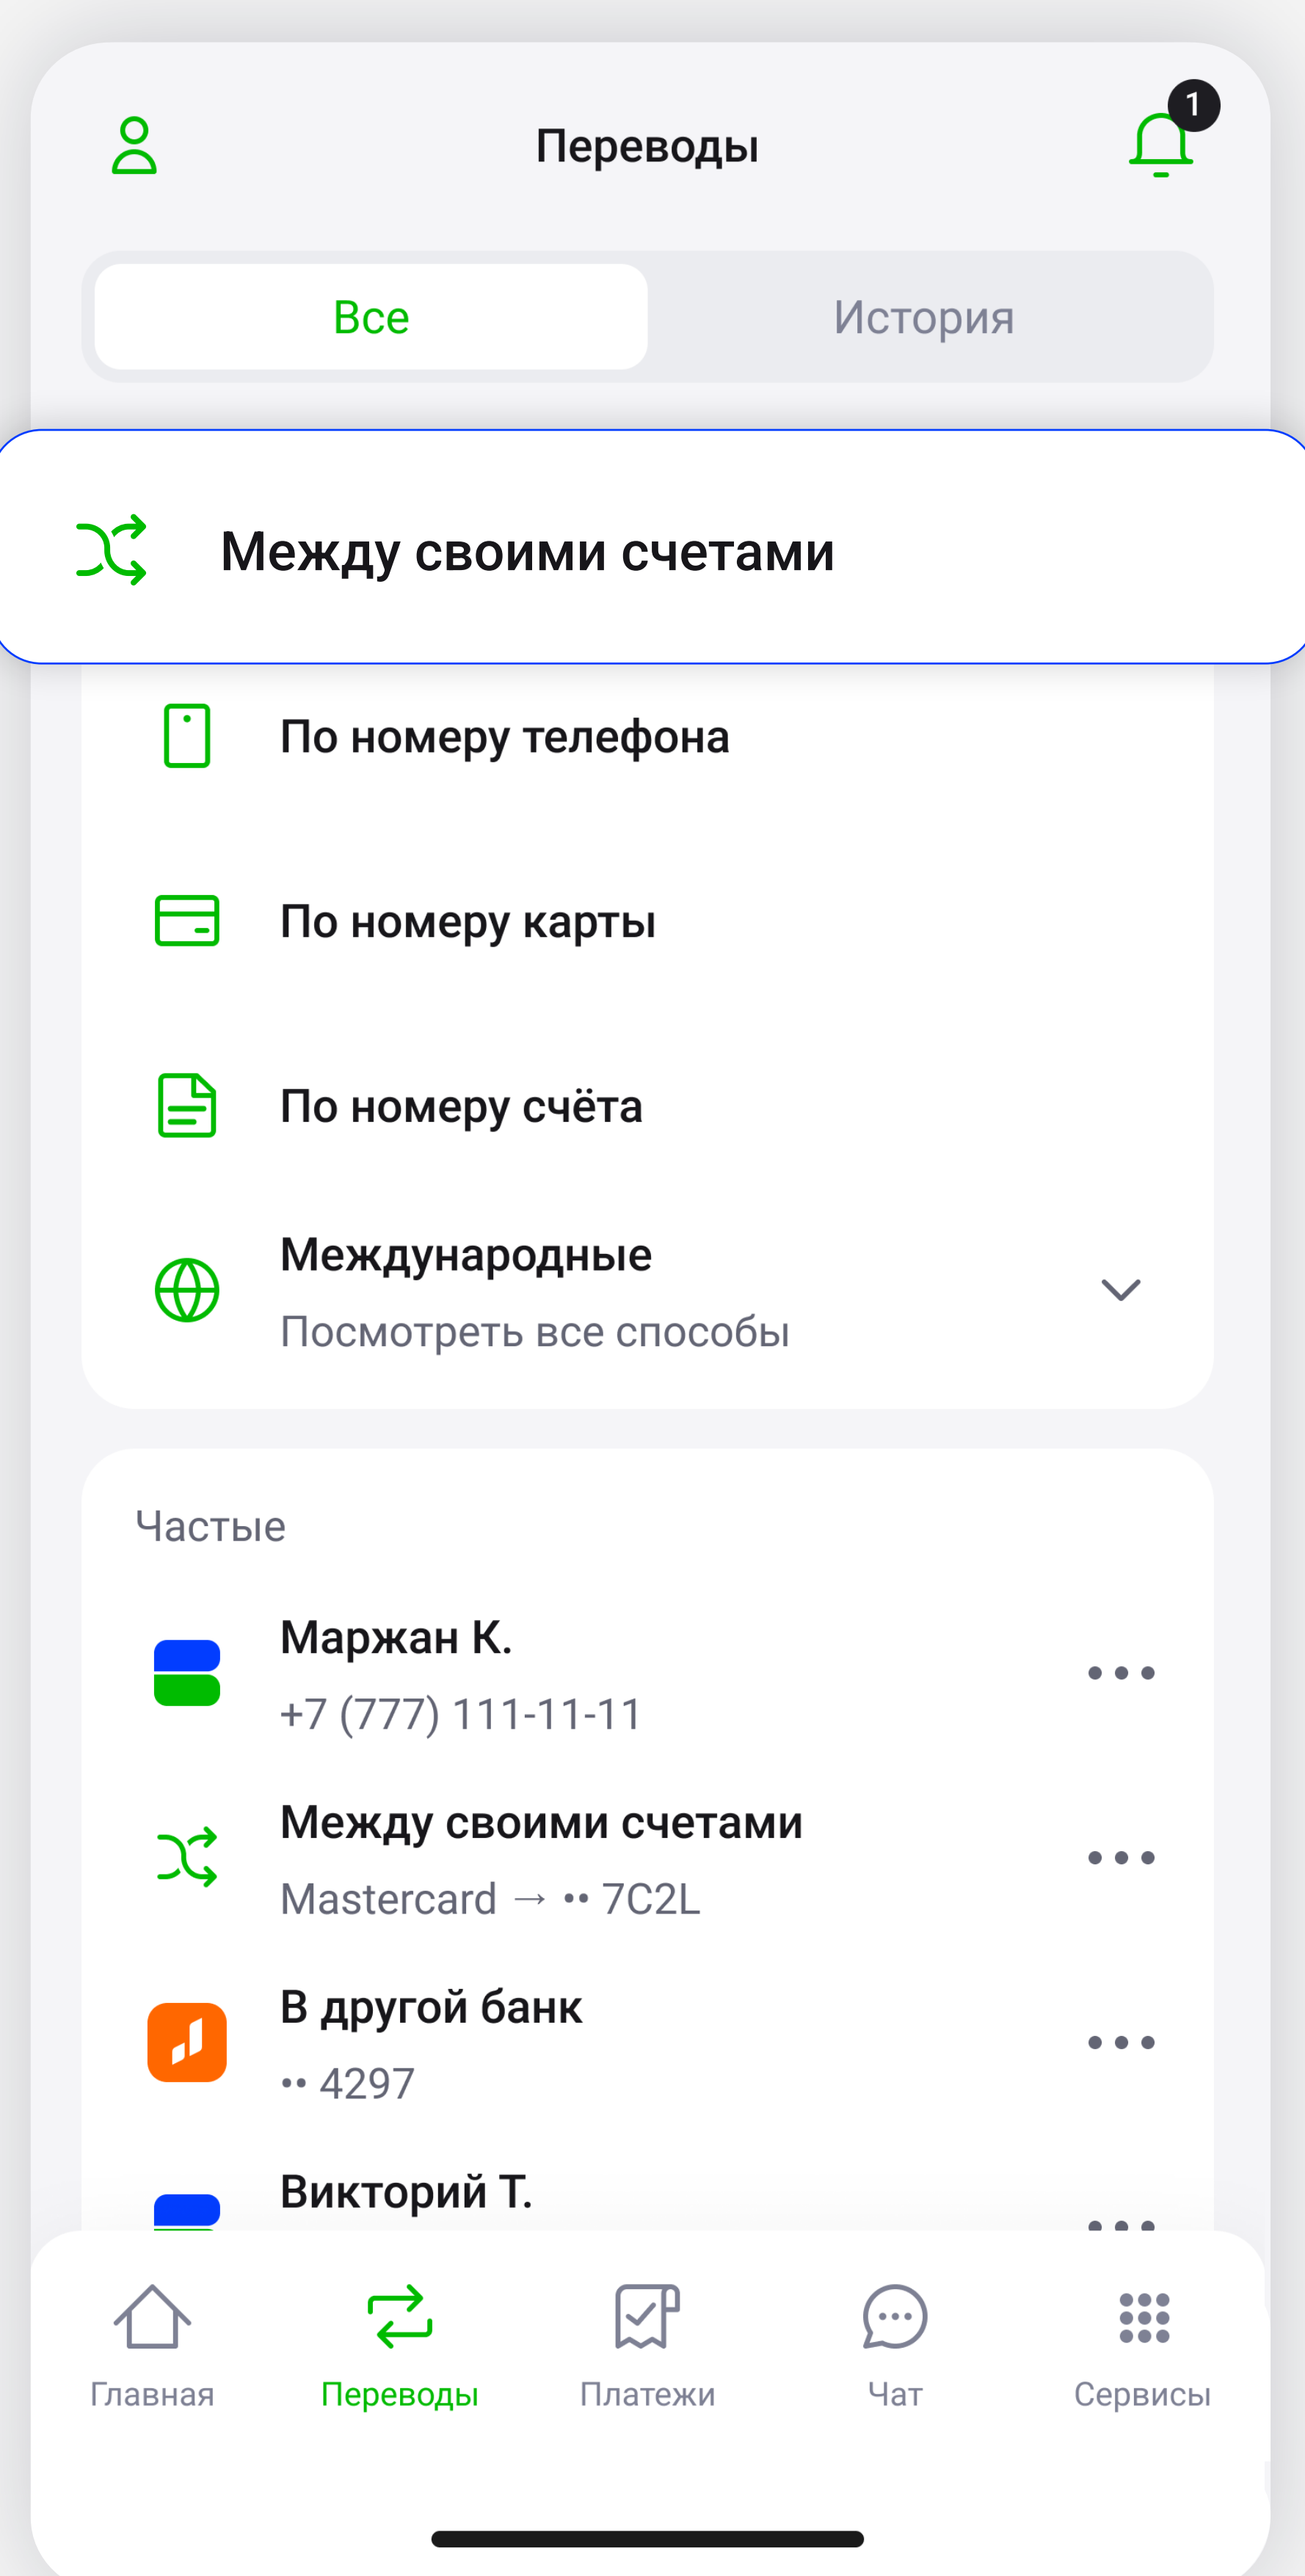 Переводы
1
Все
История
Между своими счетами
По номеру телефона
По номеру карты
По номеру счёта
Международные
Посмотреть все способы
Частые
Маржан К.
+7 (777) 111-11-11
Между своими счетами
Mastercard → •• 7C2L
В другой банк
•• 4297
Викторий Т.
Главная
Переводы
Платежи
Чат
Сервисы